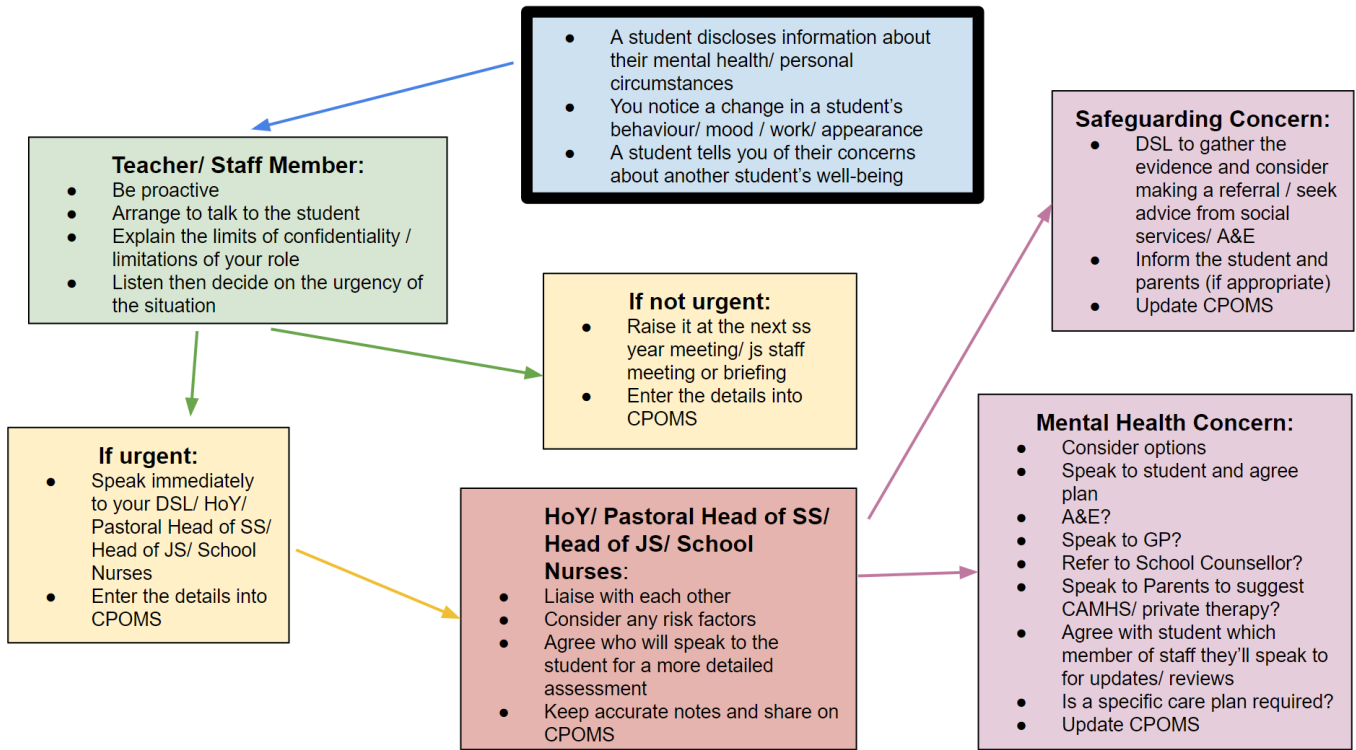 ● A student discloses information about
their mental health/ personal
circumstances
● You notice a change in a student’s
behaviour/ mood / work/ appearance
● A student tells you of their concerns
about another student’s well-being
Teacher/ Staff Member:
● Be proactive
● Arrange to talk to the student
● Explain the limits of confidentiality /
limitations of your role
● Listen then decide on the urgency of
the situation
If not urgent:
● Raise it at the next ss
year meeting/ js staff
meeting or briefing
● Enter the details into
CPOMS
If urgent:
● Speak immediately
to your DSL/ HoY/
Pastoral Head of SS/
Head of JS/ School
Nurses
● Enter the details into
CPOMS
HoY/ Pastoral Head of SS/
Head of JS/ School
Nurses:
● Liaise with each other
● Consider any risk factors
● Agree who will speak to the
student for a more detailed
assessment
● Keep accurate notes and share on
CPOMS
Safeguarding Concern:
● DSL to gather the
evidence and consider
making a referral / seek
advice from social
services/ A&E
● Inform the student and
parents (if appropriate)
● Update CPOMS
Mental Health Concern:
● Consider options
● Speak to student and agree
plan
● A&E?
● Speak to GP?
● Refer to School Counsellor?
● Speak to Parents to suggest
CAMHS/ private therapy?
● Agree with student which
member of staff they’ll speak to
for updates/ reviews
● Is a specific care plan required?
● Update CPOMS